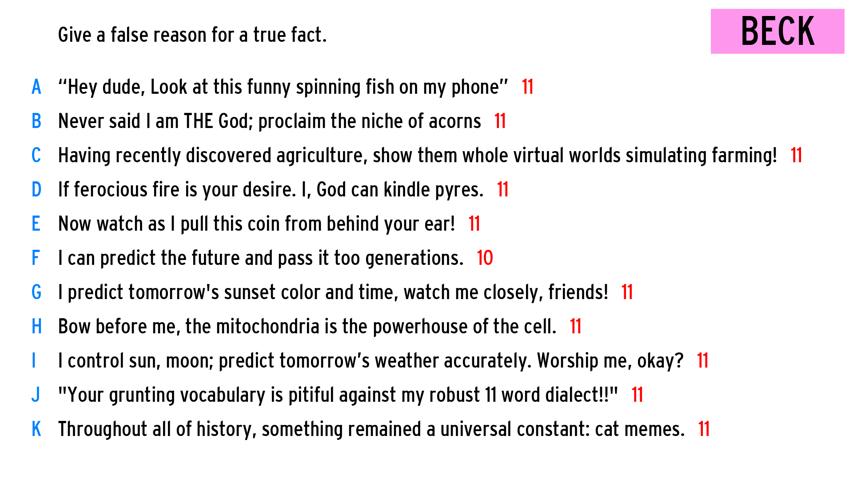 Give a false reason for a true fact.
BECK
A “Hey dude, Look at this funny spinning fish on my phone” 11
B Never said I am THE God; proclaim the niche of acorns 11
C Having recently discovered agriculture, show them whole virtual worlds simulating farming! 11
D If ferocious fire is your desire. I, God can kindle pyres. 11
E Now watch as I pull this coin from behind your ear! 11
F I can predict the future and pass it too generations. 10
G I predict tomorrow's sunset color and time, watch me closely, friends! 11
H Bow before me, the mitochondria is the powerhouse of the cell. 11
I I control sun, moon; predict tomorrow’s weather accurately. Worship me, okay? 11
J "Your grunting vocabulary is pitiful against my robust 11 word dialect!!" 11
K Throughout all of history, something remained a universal constant: cat memes. 11